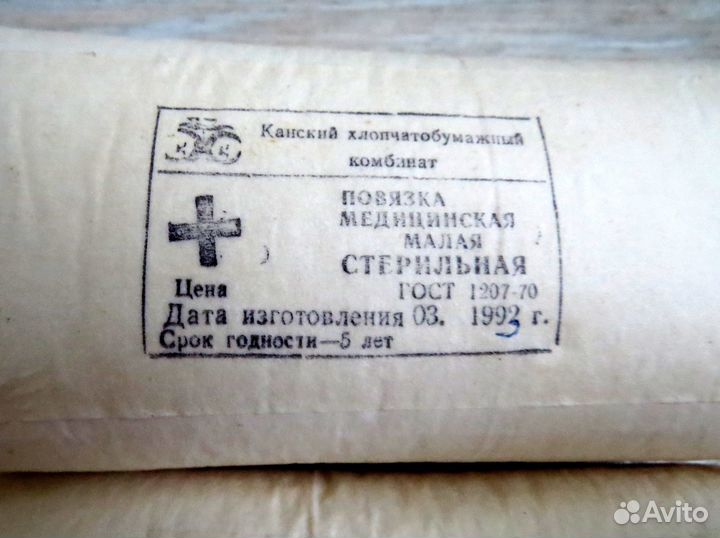 Канский хлопчатобумажный
комбинат
ПОВЯЗКА
МЕДИЦИНСКАЯ
МАЛАЯ
СТЕРИЛЬНАЯ
Цена ГОСТ 1207-70
Дата изготовления 03. 1993 г.
Срок годности—5 лет
Avito